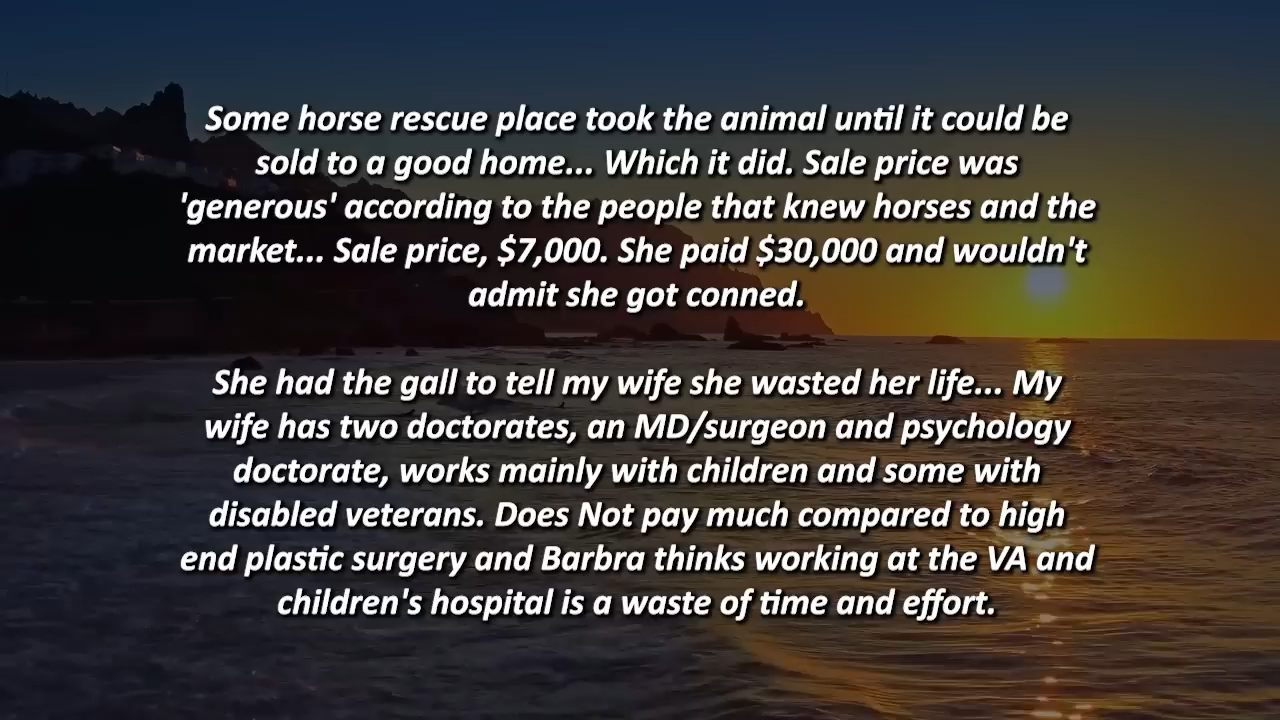 Some horse rescue place took the animal until it could be
sold to a good home... Which it did. Sale price was
'generous' according to the people that knew horses and the
market... Sale price, $7,000. She paid $30,000 and wouldn't
admit she got conned.
She had the gall to tell my wife she wasted her life... My
wife has two doctorates, an MD/surgeon and psychology
doctorate, works mainly with children and some with
disabled veterans. Does Not pay much compared to high
end plastic surgery and Barbra thinks working at the VA and
children's hospital is a waste of time and effort.